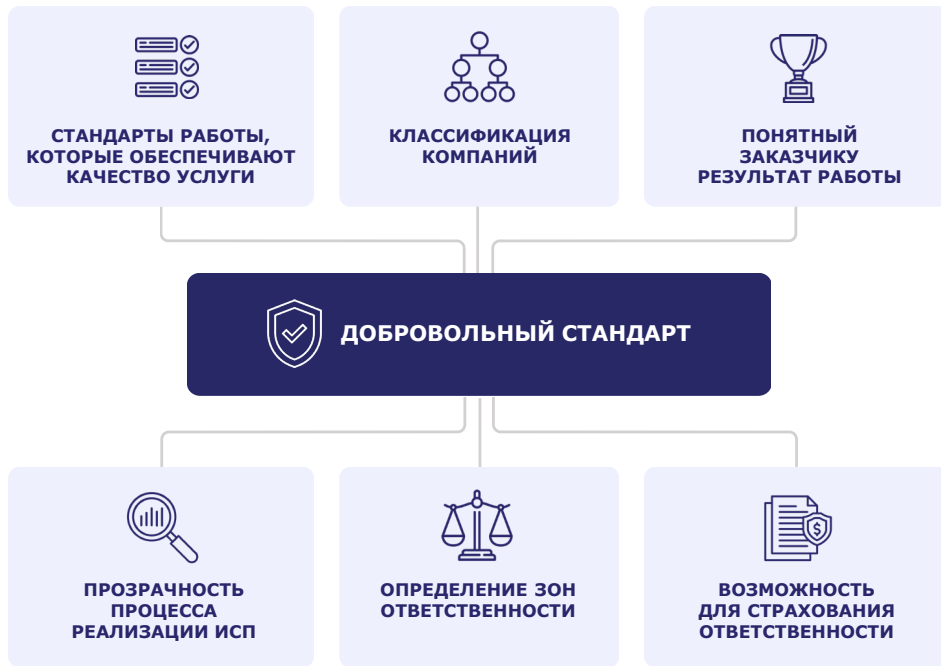 СТАНДАРТЫ РАБОТЫ,
КОТОРЫЕ ОБЕСПЕЧИВАЮТ
КАЧЕСТВО УСЛУГИ
КЛАССИФИКАЦИЯ
КОМПАНИЙ
ПОНЯТНЫЙ
ЗАКАЗЧИКУ
РЕЗУЛЬТАТ РАБОТЫ
ДОБРОВОЛЬНЫЙ СТАНДАРТ
ПРОЗРАЧНОСТЬ
ПРОЦЕССА
РЕАЛИЗАЦИИ ИСП
ОПРЕДЕЛЕНИЕ ЗОН
ОТВЕТСТВЕННОСТИ
$
ВОЗМОЖНОСТЬ
ДЛЯ СТРАХОВАНИЯ
ОТВЕТСТВЕННОСТИ